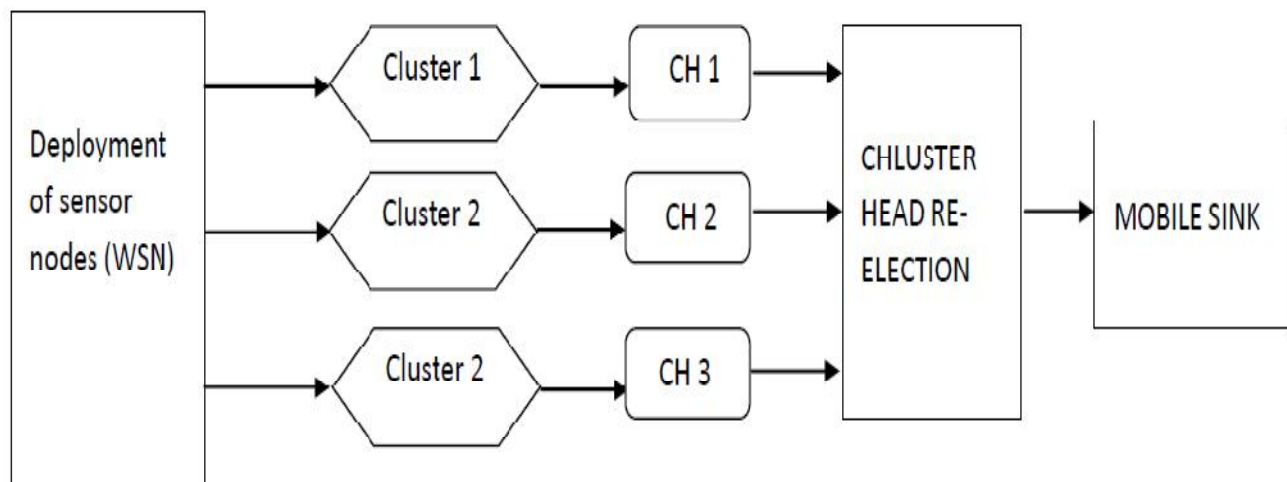 Deployment
of sensor
nodes (WSN)
Cluster 1
CH 1
Cluster 2
CH 2
Cluster 2
CH 3
CHLUSTER
HEAD RE-
ELECTION
MOBILE SINK